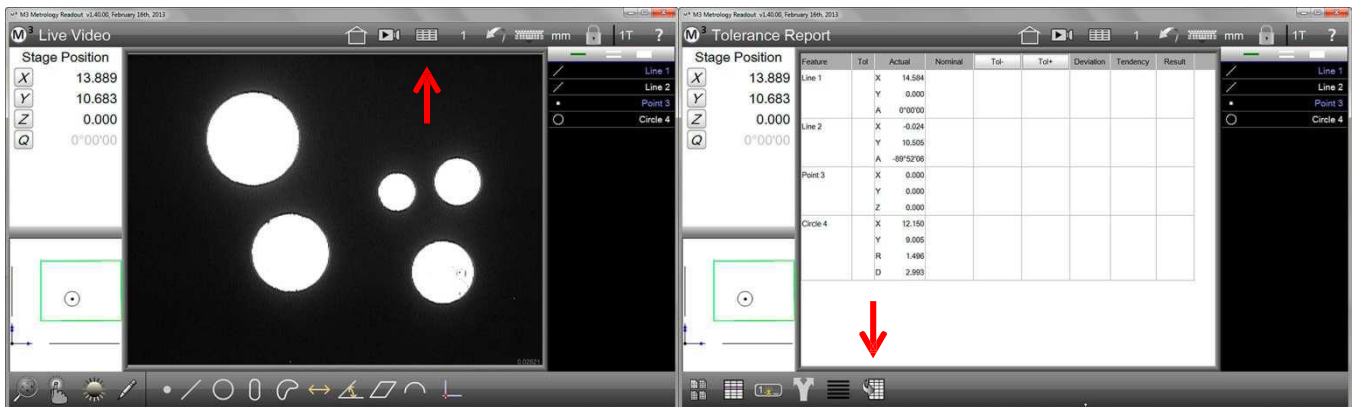 M3 Metrology Readout v1.40.00, February 16th, 2013
M3 Live Video 1 mm 1T ?
Stage Position
X 13.889
Y 10.683
Z 0.000
Q 0°00'00
Line 1
Line 2
Point 3
Circle 4
0.02621
M3 Metrology Readout v1.40.00, February 16th, 2013
M3 Tolerance Report 1 mm 1T ?
Stage Position
X 13.889
Y 10.683
Z 0.000
Q 0°00'00
Feature Tol Actual Nominal Tol- Tol+ Deviation Tendency Result
Line 1 X 14.584
Y 0.000
A 0°00'00
Line 2 X -0.024
Y 10.505
A -89°52'06
Point 3 X 0.000
Y 0.000
Z 0.000
Circle 4 X 12.150
Y 9.005
R 1.496
D 2.993
Line 1
Line 2
Point 3
Circle 4